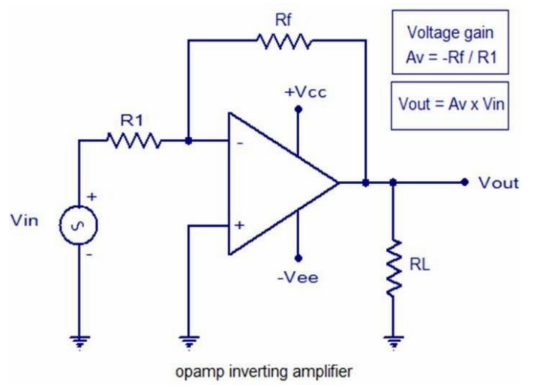 Rf
Voltage gain
Av = -Rf / R1
+Vcc
Vout = Av x Vin
R1
-
+
Vout
Vin
+
-
RL
-Vee
opamp inverting amplifier